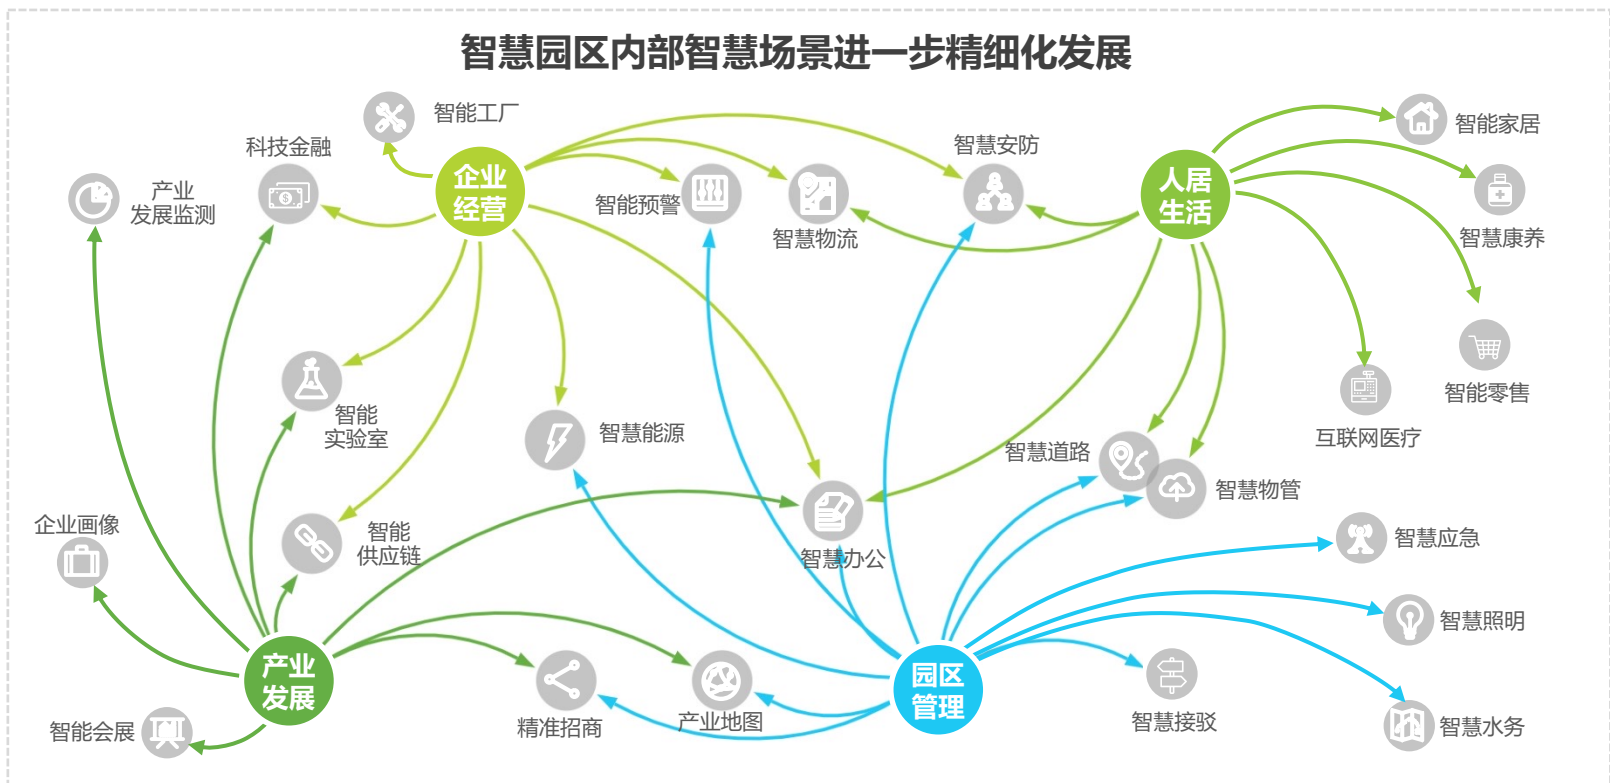 智慧园区内部智慧场景进一步精细化发展
智能工厂
科技金融
企业
经营
智慧安防
人居
生活
智能家居
产业
发展监测
智能预警
智慧物流
智慧康养
智能零售
互联网医疗
智能
实验室
智慧能源
智慧道路
智慧物管
企业画像
智能
供应链
智慧办公
智慧应急
智慧照明
产业
发展
园区
管理
智能会展
精准招商
产业地图
智慧接驳
智慧水务